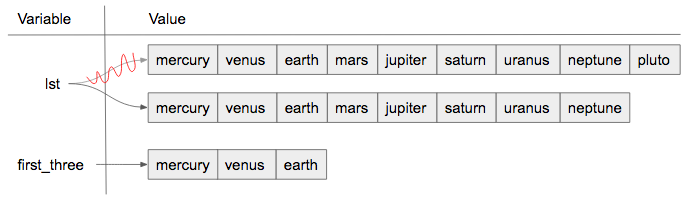 Variable Value
mercury venus earth mars jupiter saturn uranus neptune pluto
lst
mercury venus earth mars jupiter saturn uranus neptune
first_three mercury venus earth